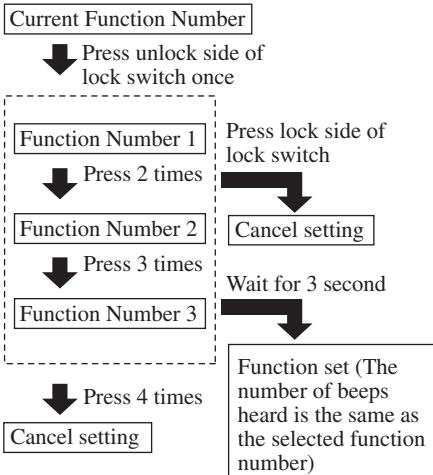 Current Function Number
Press unlock side of
lock switch once
Function Number 1
Press lock side of
lock switch
Press 2 times
Function Number 2
Cancel setting
Press 3 times
Wait for 3 second
Function Number 3
Function set (The
number of beeps
heard is the same as
the selected function
number)
Press 4 times
Cancel setting